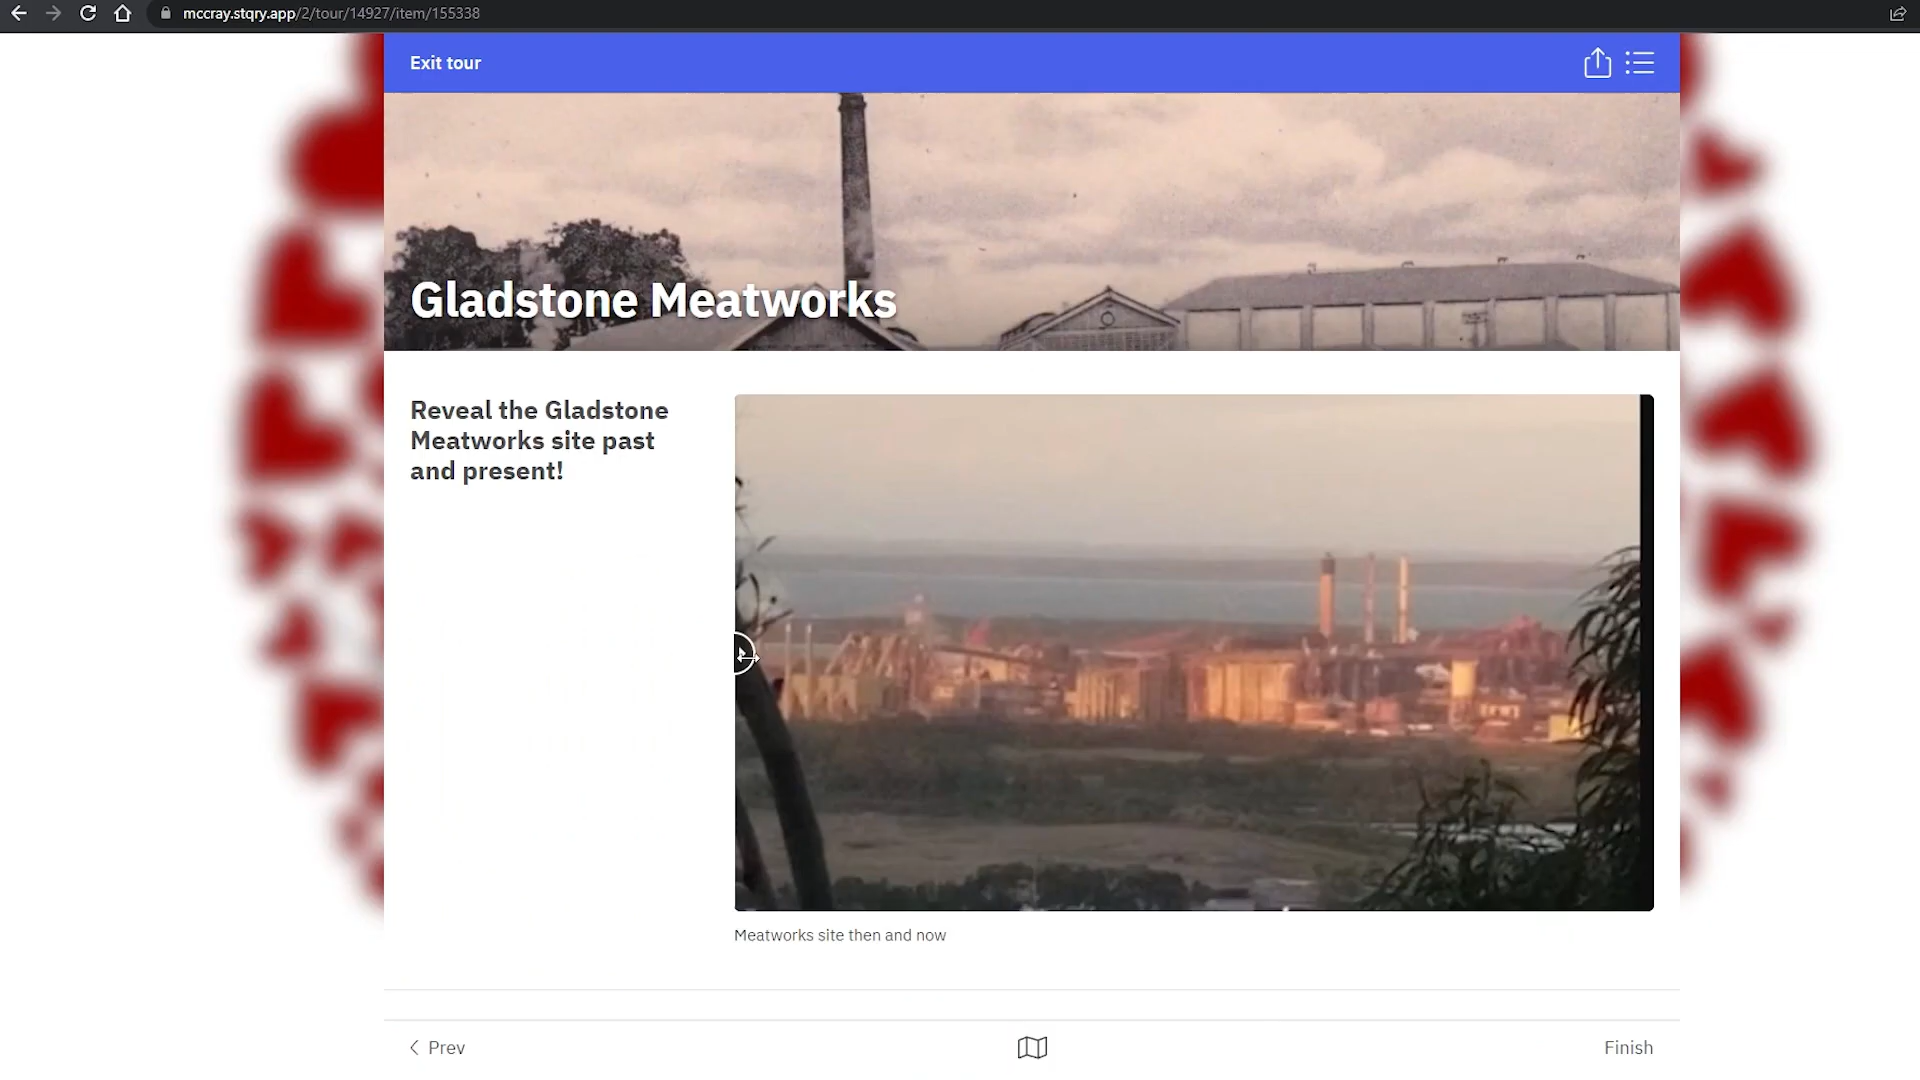 mccray.stqry.app/2/tour/14927/item/155338
Exit tour
Gladstone Meatworks
Reveal the Gladstone
Meatworks site past
and present!
Meatworks site then and now
Prev
Finish